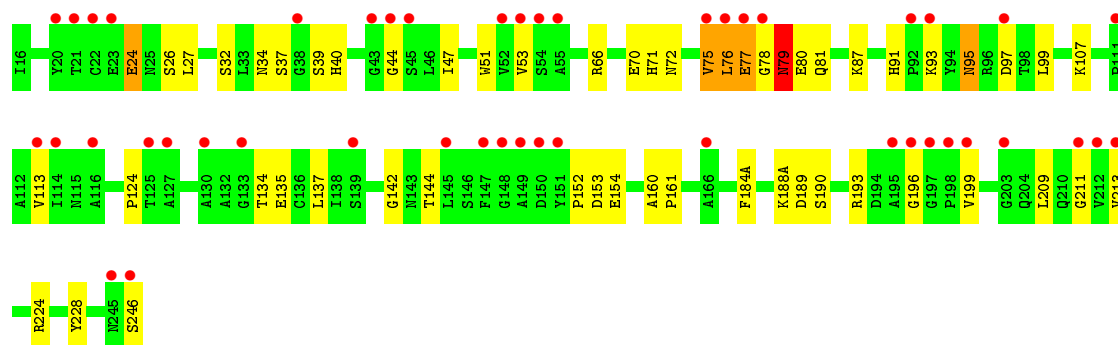 I16 Y20 T21 C22 E23 E24 N25 S26 L27 S32 L33 N34 S37 G38 S39 H40 G43 G44 S45 L46 I47 W51 V52 V53 S54 A55 R66 E70 H71 N72 V75 L76 E77 G78 N79 E80 Q81 K87 H91 P92 K93 Y94 N95 R96 D97 T98 L99 K107 P111
A112 V113 I114 N115 A116 P124 T125 A127 A130 A132 G133 T134 E135 C136 L137 I138 S139 G142 N143 T144 L145 S146 F147 G148 A149 D150 Y151 P152 D153 E154 A160 P161 A166 F184A K188A D189 S190 R193 D194 A195 G196 G197 P198 V199 G203 Q204 L209 Q210 G211 V212 V213
R224 Y228 N245 S246